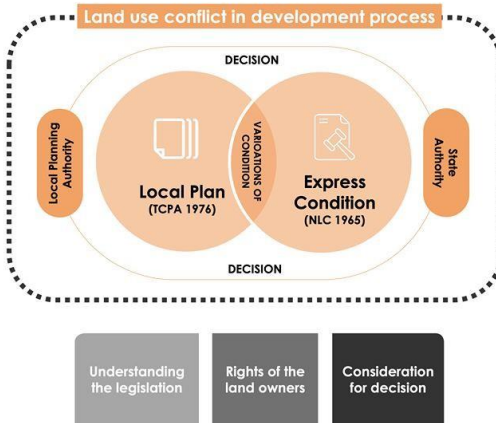 Land use conflict in development process
DECISION
Local Planning
Authority
Local Plan
(TCPA 1976)
VARIOATIONS OF
CONDITION
Express
Condition
(NLC 1965)
State
Authority
DECISION
Understanding
the legislation
Rights of the
land owners
Consideration
for decision